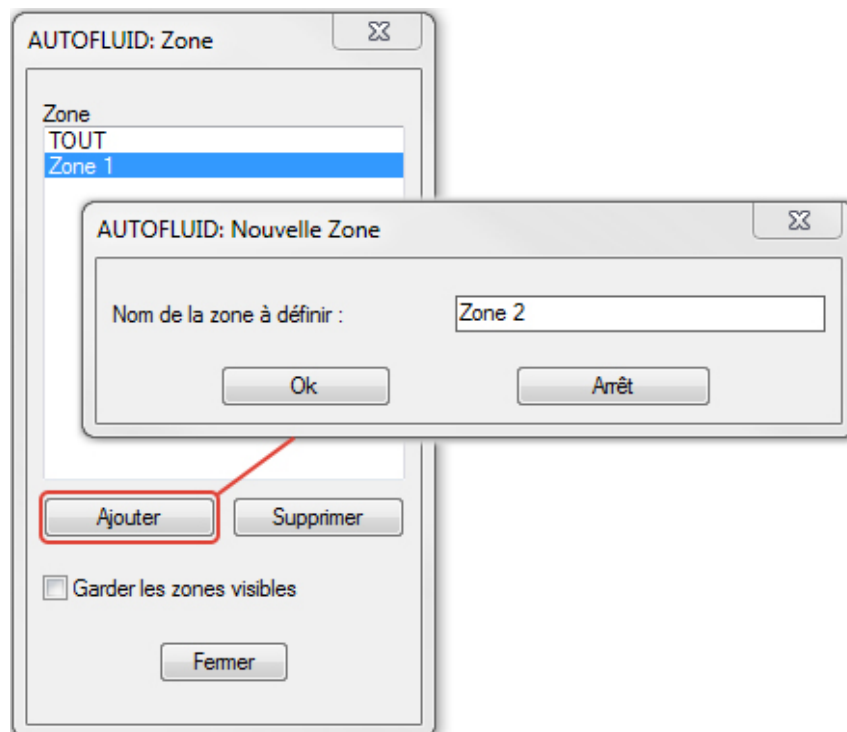 AUTOFLUID: Zone
Zone
TOUT
Zone 1
AUTOFLUID: Nouvelle Zone
Nom de la zone à définir :
Zone 2
Ok
Arrêt
Ajouter
Supprimer
Garder les zones visibles
Fermer